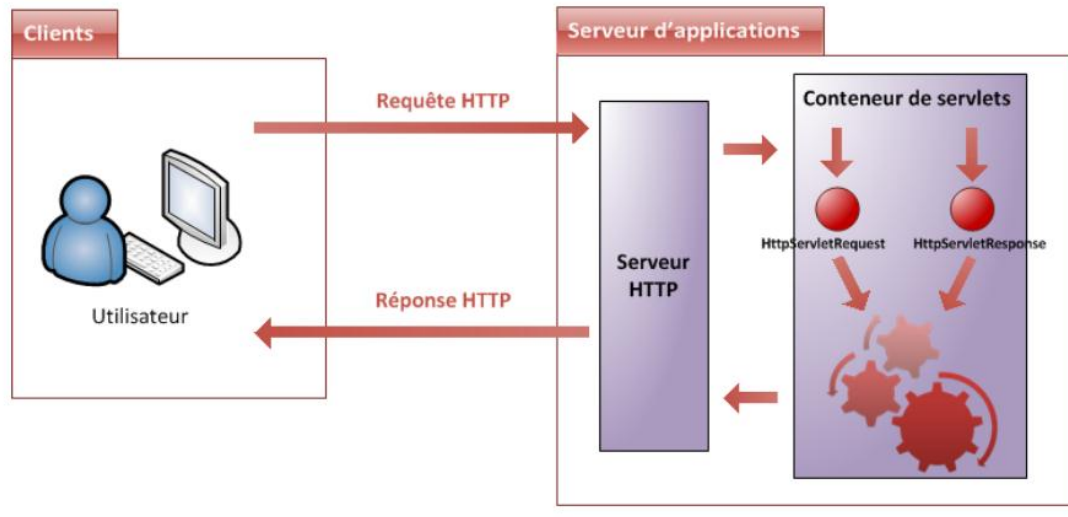 Clients
Serveur d'applications
Requête HTTP
Conteneur de servlets
HttpServletRequest
HttpServletResponse
Serveur
HTTP
Réponse HTTP
Utilisateur